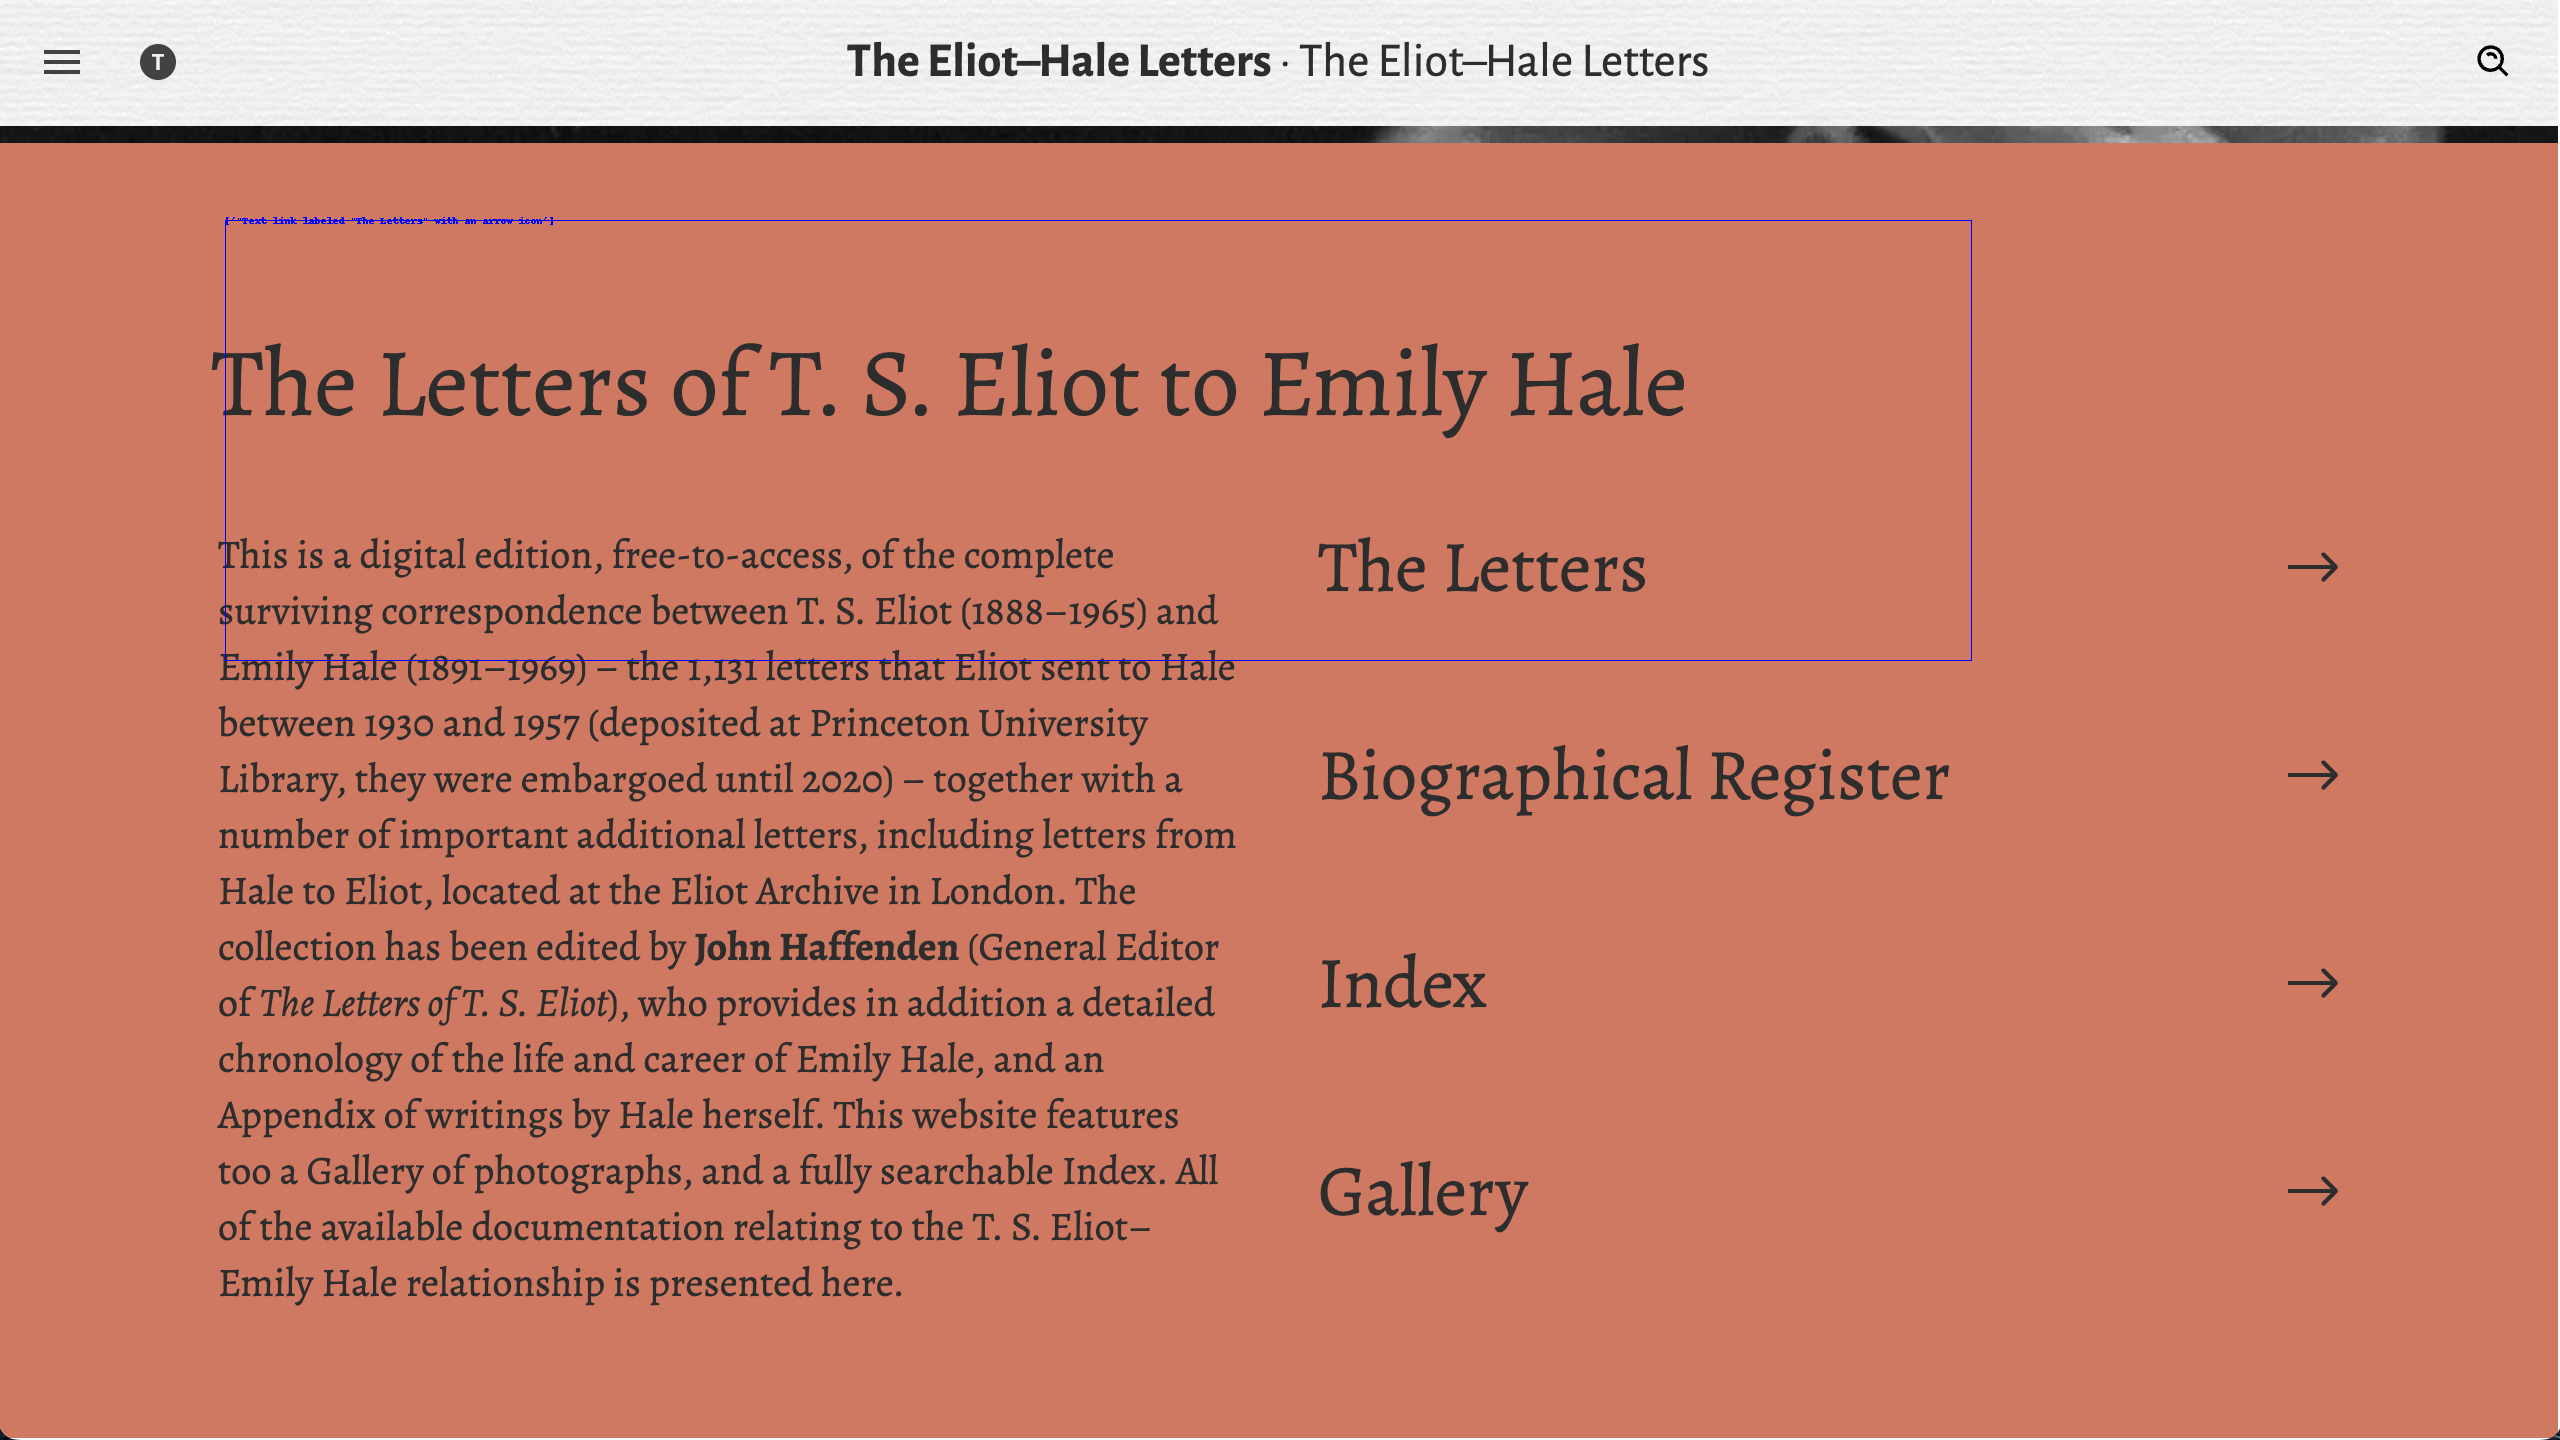 T
The Eliot–Hale Letters · The Eliot–Hale Letters
['"Text link labeled "The Letters" with an arrow icon']
The Letters of T. S. Eliot to Emily Hale
This is a digital edition, free-to-access, of the complete
surviving correspondence between T. S. Eliot (1888–1965) and
Emily Hale (1891–1969) – the 1,131 letters that Eliot sent to Hale
between 1930 and 1957 (deposited at Princeton University
Library, they were embargoed until 2020) – together with a
number of important additional letters, including letters from
Hale to Eliot, located at the Eliot Archive in London. The
collection has been edited by John Haffenden (General Editor
of The Letters of T. S. Eliot), who provides in addition a detailed
chronology of the life and career of Emily Hale, and an
Appendix of writings by Hale herself. This website features
too a Gallery of photographs, and a fully searchable Index. All
of the available documentation relating to the T. S. Eliot–
Emily Hale relationship is presented here.
The Letters
Biographical Register
Index
Gallery